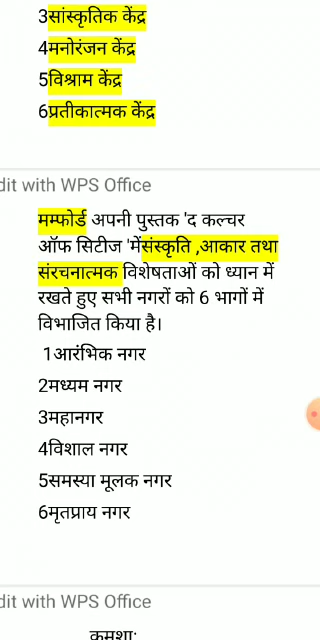 3सांस्कृतिक केंद्र
4मनोरंजन केंद्र
5विश्राम केंद्र
6प्रतीकात्मक केंद्र
dit with WPS Office
मम्फोर्ड अपनी पुस्तक 'द कल्चर
ऑफ सिटीज 'मेंसंस्कृति ,आकार तथा
संरचनात्मक विशेषताओं को ध्यान में
रखते हुए सभी नगरों को 6 भागों में
विभाजित किया है।
1आरंभिक नगर
2मध्यम नगर
3महानगर
4विशाल नगर
5समस्या मूलक नगर
6मृतप्राय नगर
dit with WPS Office
क्रमशः